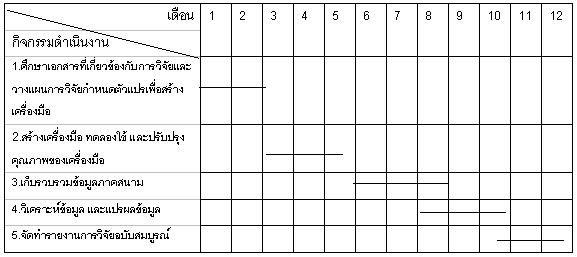 เดือน 1 2 3 4 5 6 7 8 9 10 11 12
กิจกรรมดำเนินงาน
1.ศึกษาเอกสารที่เกี่ยวข้องกับการวิจัยและ
วางแผนการวิจัยกำหนดตัวแปรเพื่อสร้าง
เครื่องมือ
2.สร้างเครื่องมือ ทดลองใช้ และปรับปรุง
คุณภาพของเครื่องมือ
3.เก็บรวบรวมข้อมูลภาคสนาม
4.วิเคราะห์ข้อมูล และแปรผลข้อมูล
5.จัดทำรายงานการวิจัยฉบับสมบูรณ์